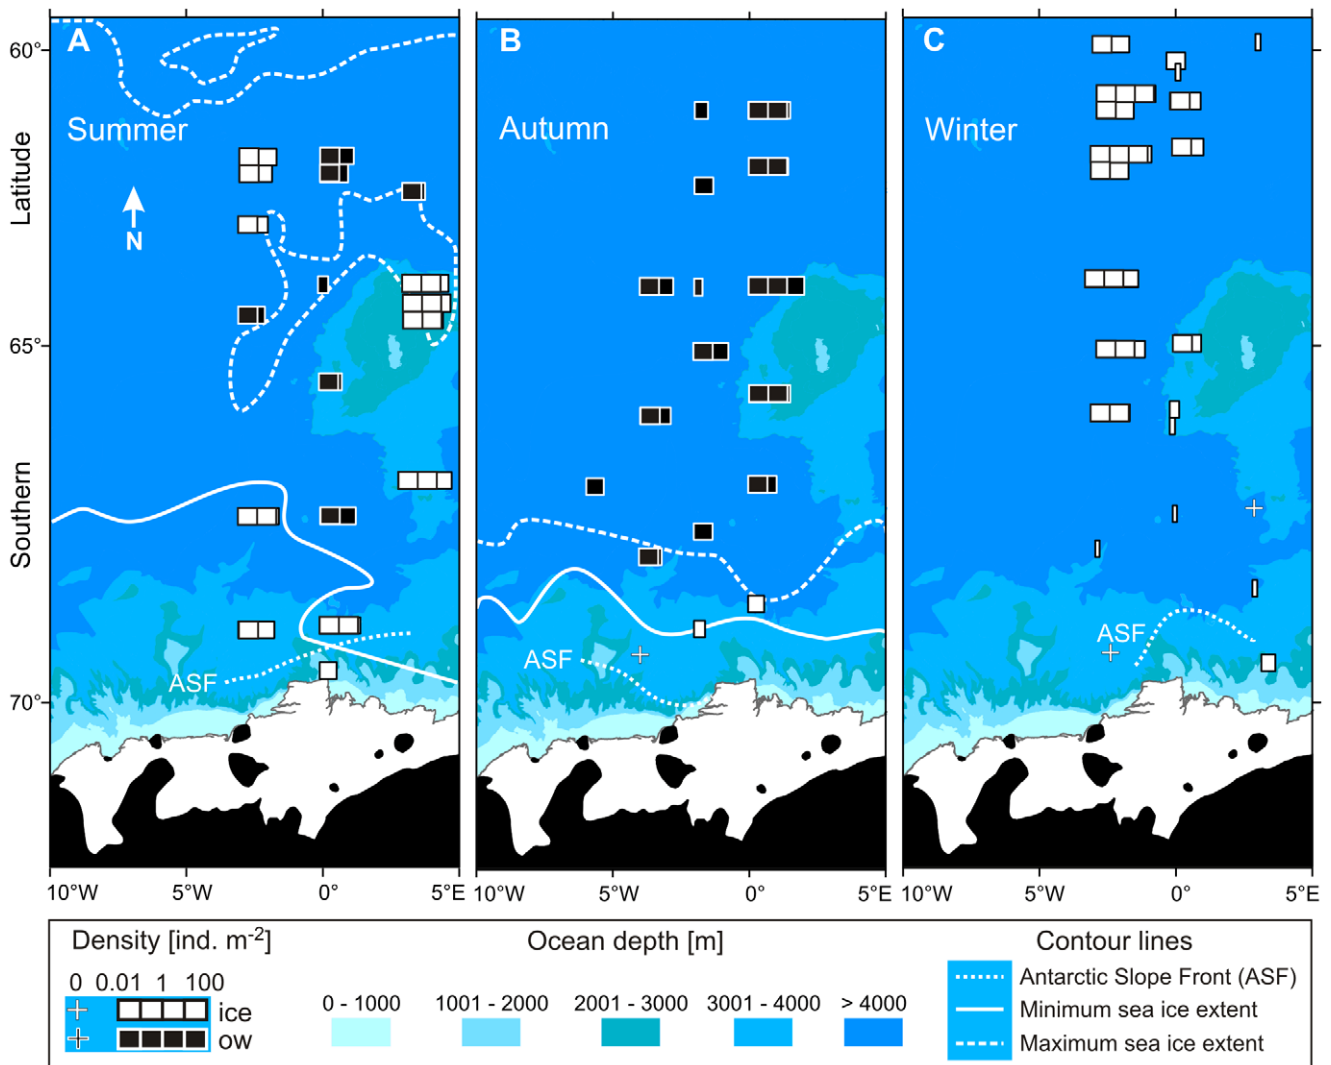 A
B
C
60°
Summer
Autumn
Winter
Latitude
N
65°
Southern
ASF
ASF
ASF
70°
10°W 5°W 0° 5°E
10°W 5°W 0° 5°E
10°W 5°W 0° 5°E
Density [ind. m-2]
Ocean depth [m]
Contour lines
0 0.01 1 100
ice
ow
0 - 1000 1001 - 2000 2001 - 3000 3001 - 4000 > 4000
Antarctic Slope Front (ASF)
Minimum sea ice extent
Maximum sea ice extent